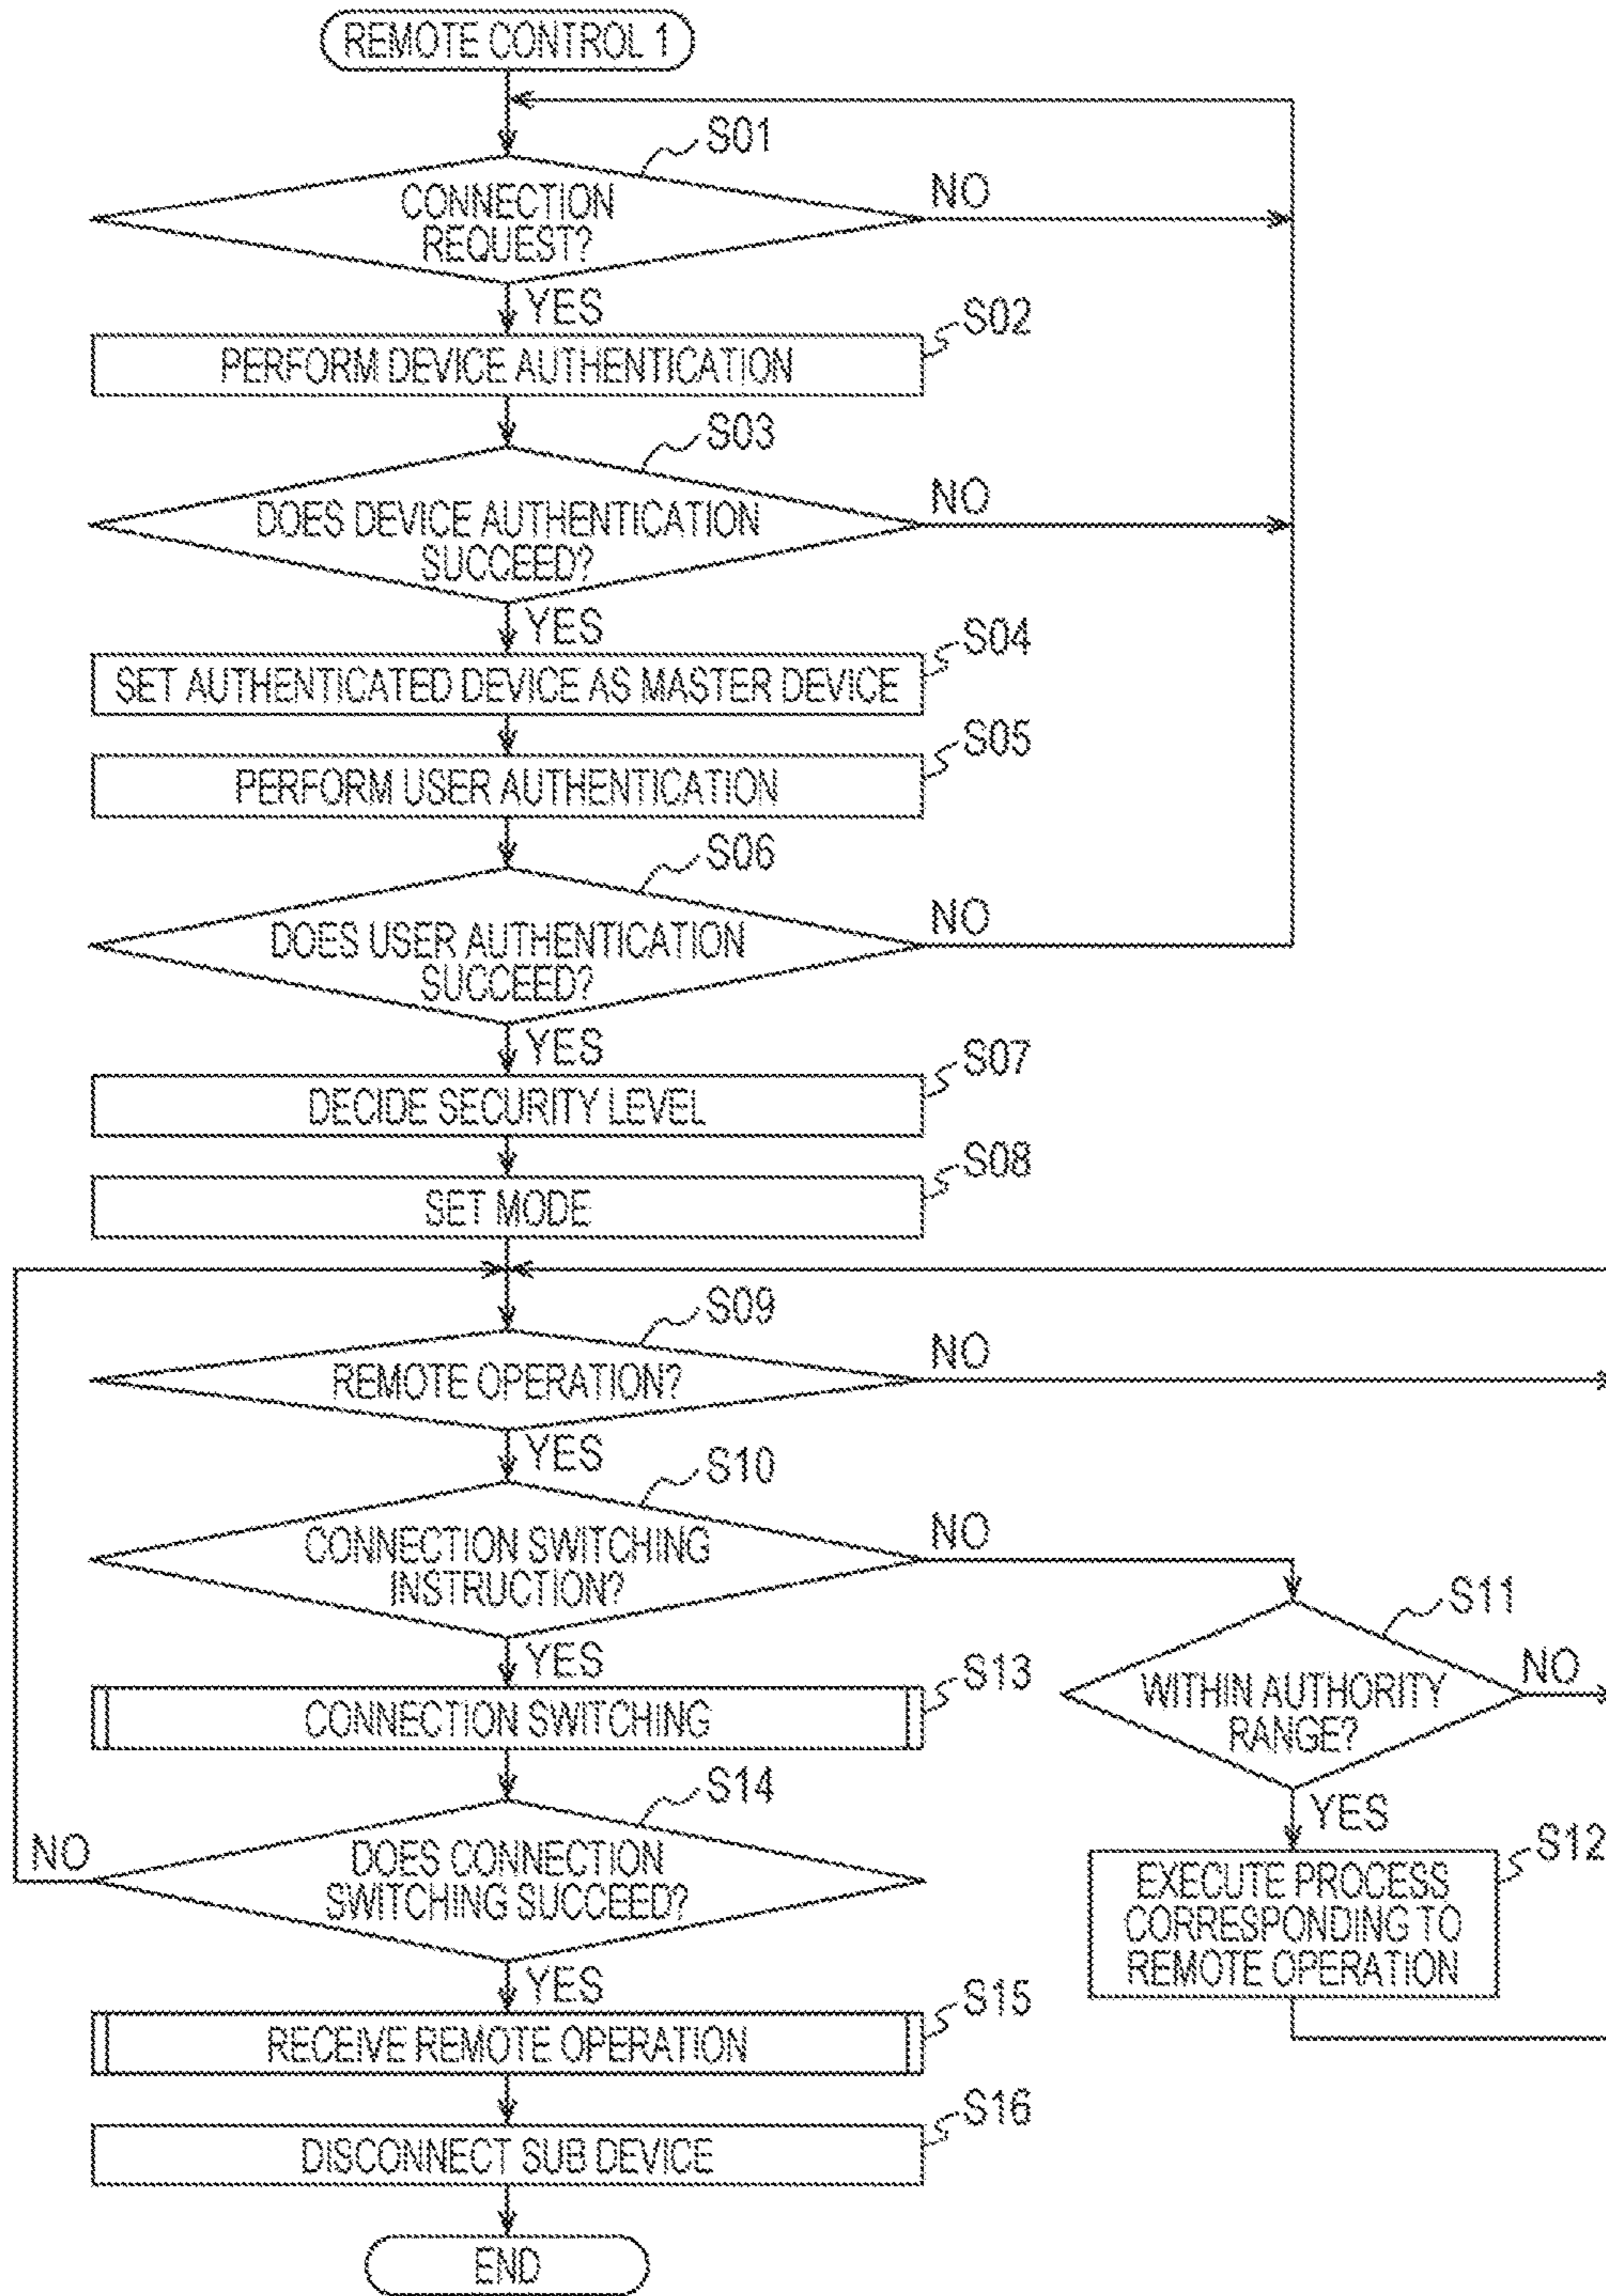 REMOTE CONTROL 1
S01
CONNECTION
REQUEST?
NO
YES
S02
PERFORM DEVICE AUTHENTICATION
S03
DOES DEVICE AUTHENTICATION
SUCCEED?
NO
YES
S04
SET AUTHENTICATED DEVICE AS MASTER DEVICE
S05
PERFORM USER AUTHENTICATION
S06
DOES USER AUTHENTICATION
SUCCEED?
NO
YES
S07
DECIDE SECURITY LEVEL
S08
SET MODE
S09
REMOTE OPERATION?
NO
YES
S10
CONNECTION SWITCHING
INSTRUCTION?
NO
YES
S11
WITHIN AUTHORITY
RANGE?
NO
YES
S12
EXECUTE PROCESS
CORRESPONDING TO
REMOTE OPERATION
S13
CONNECTION SWITCHING
S14
DOES CONNECTION
SWITCHING SUCCEED?
NO
YES
S15
RECEIVE REMOTE OPERATION
S16
DISCONNECT SUB DEVICE
END